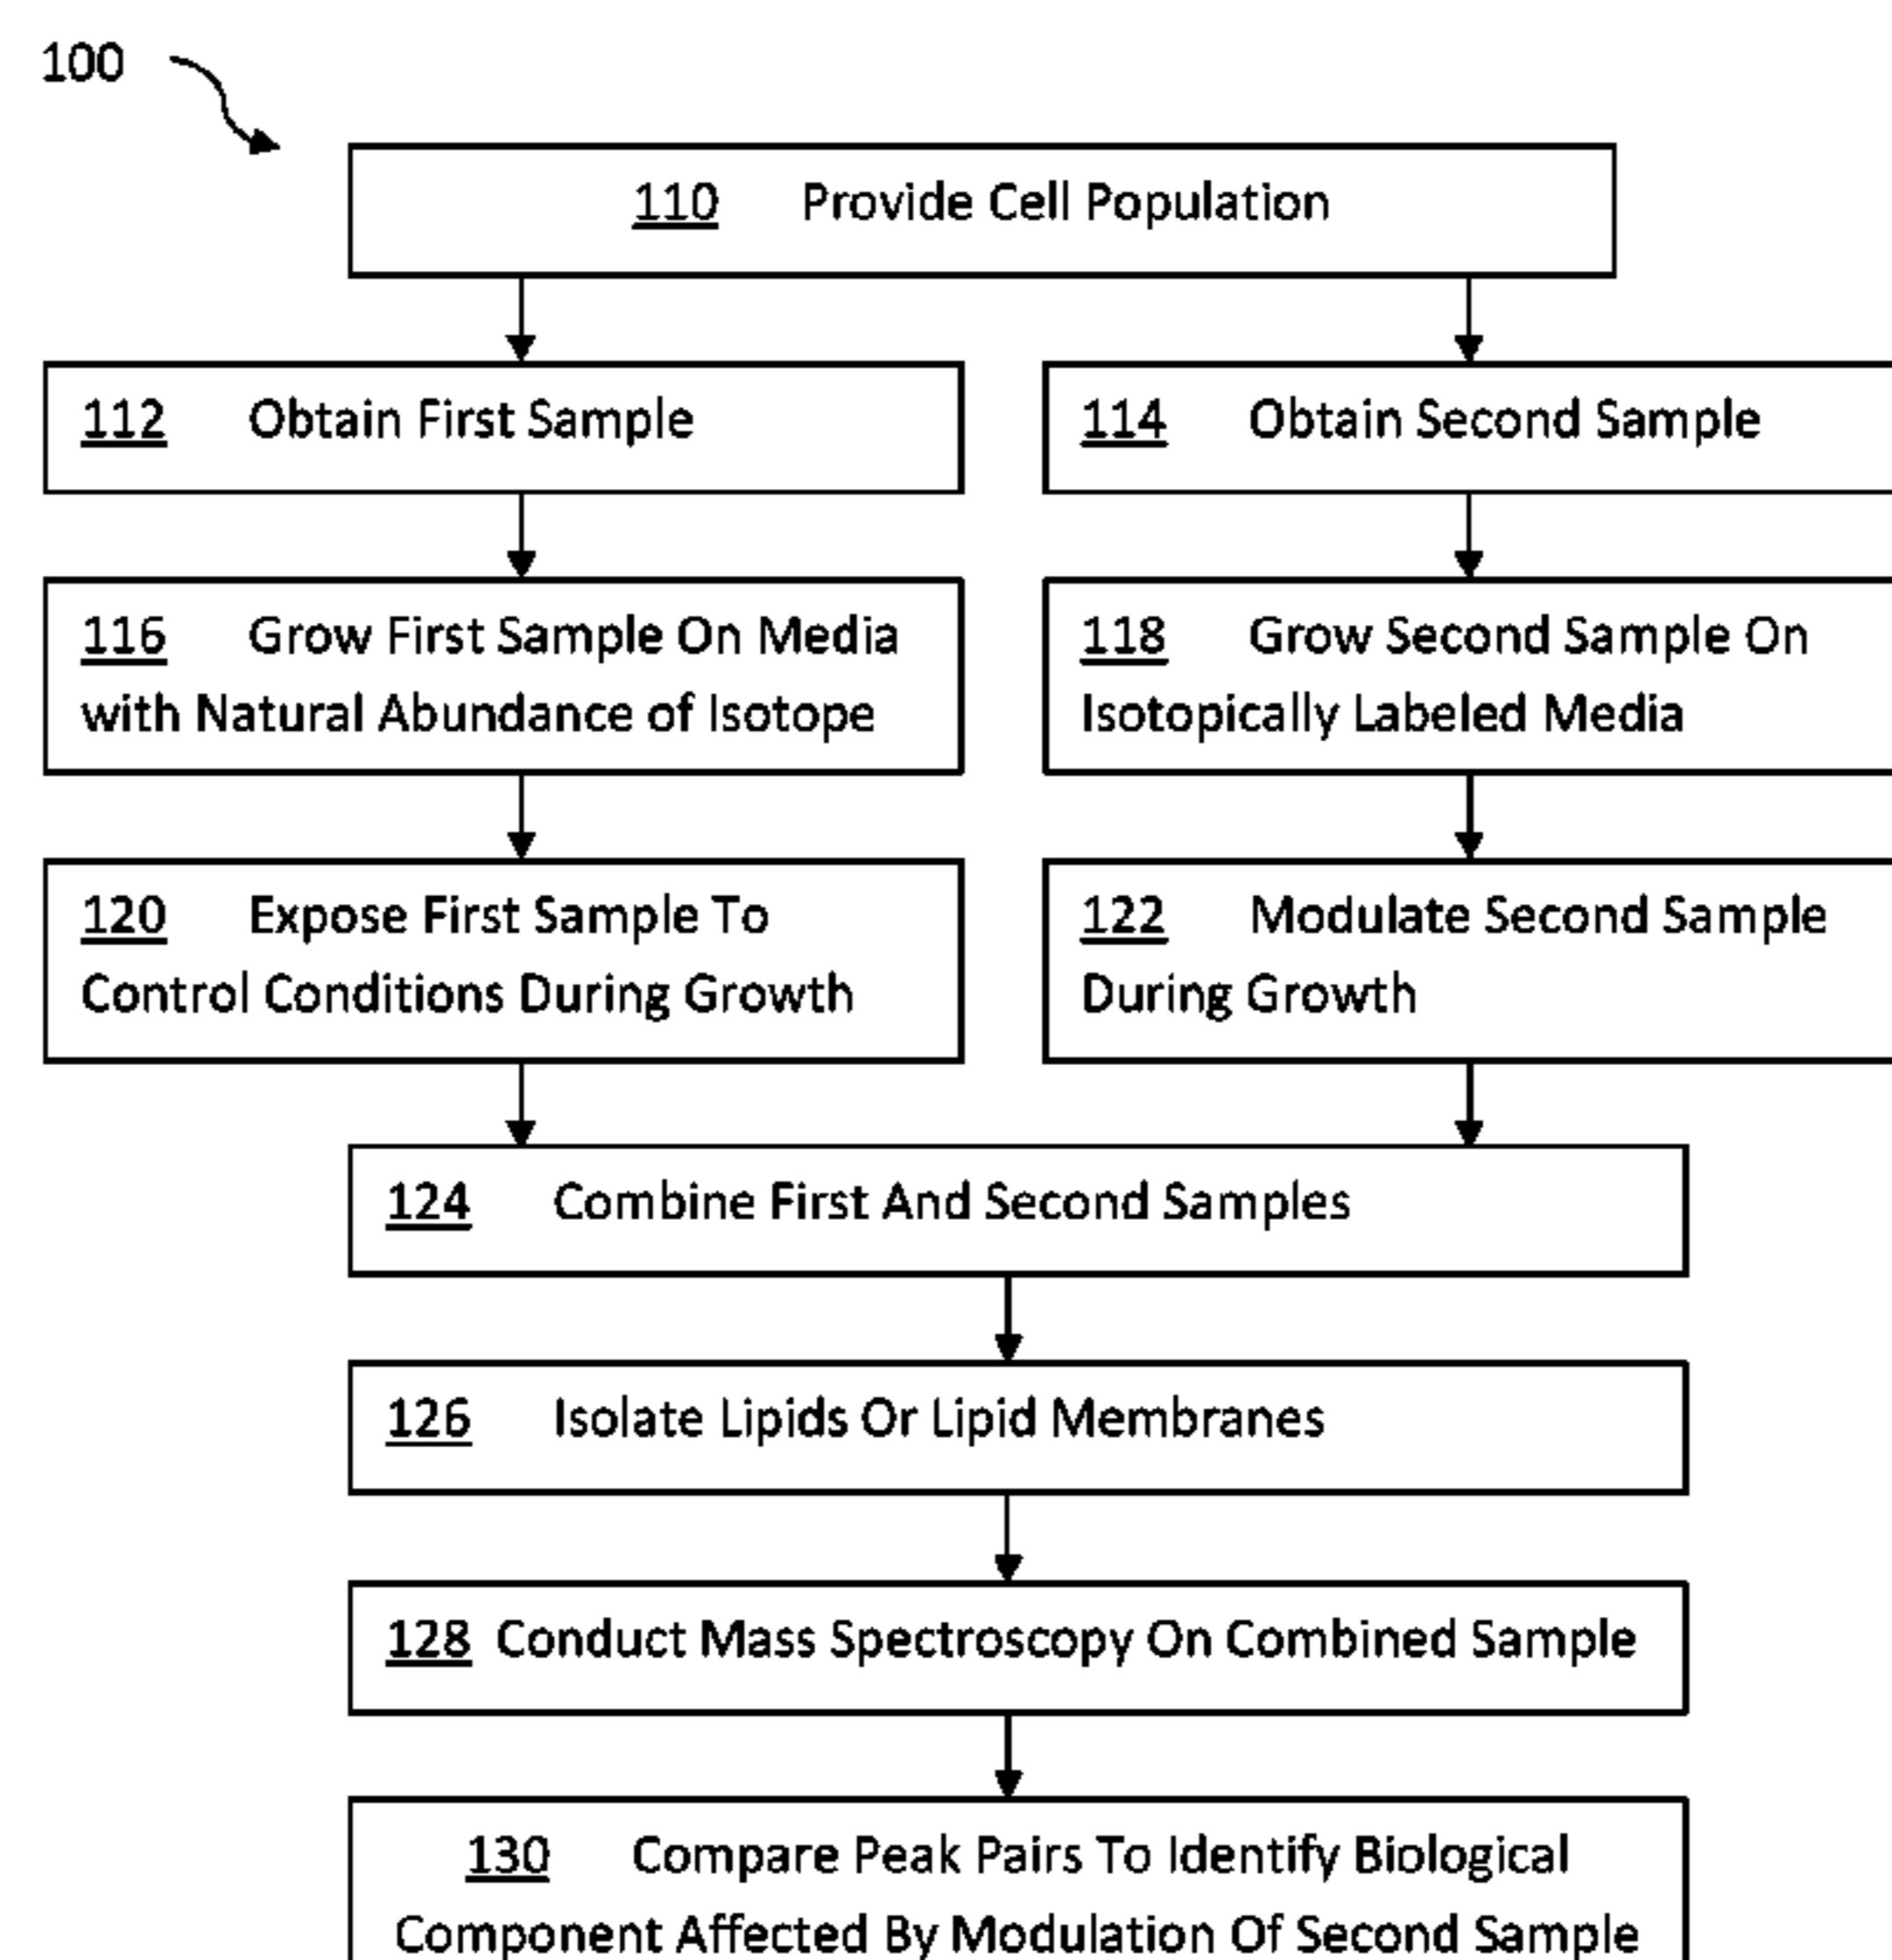 100
110 Provide Cell Population
112 Obtain First Sample
114 Obtain Second Sample
116 Grow First Sample On Media
with Natural Abundance of Isotope
118 Grow Second Sample On
Isotopically Labeled Media
120 Expose First Sample To
Control Conditions During Growth
122 Modulate Second Sample
During Growth
124 Combine First And Second Samples
126 Isolate Lipids Or Lipid Membranes
128 Conduct Mass Spectroscopy On Combined Sample
130 Compare Peak Pairs To Identify Biological
Component Affected By Modulation Of Second Sample